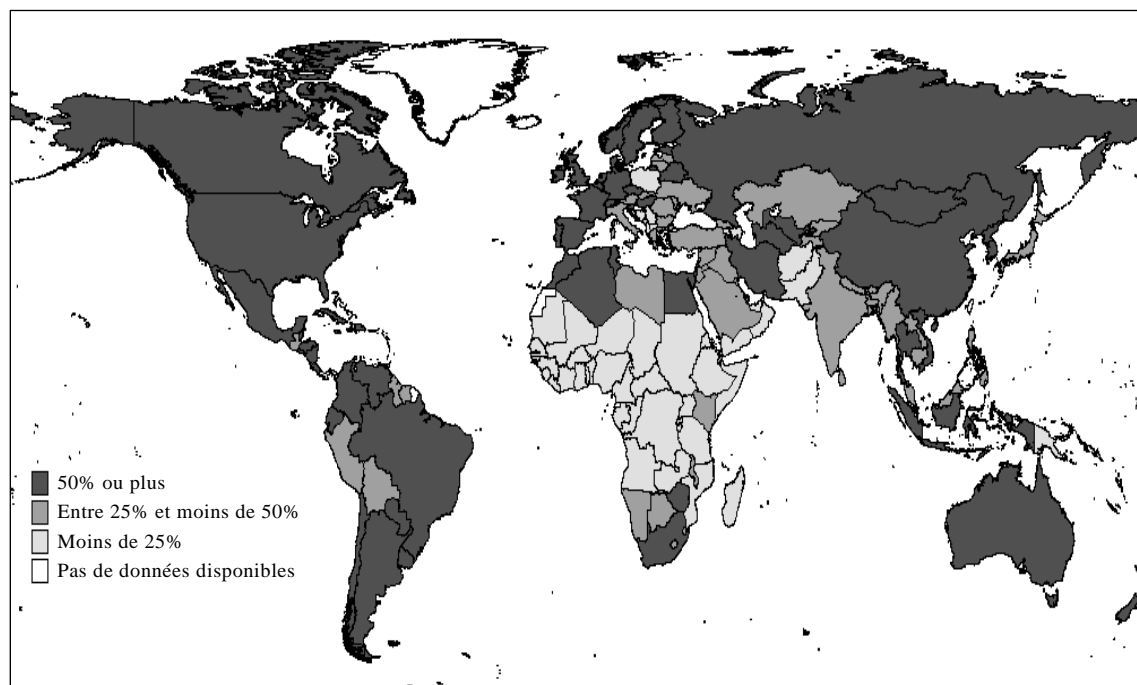 50% ou plus
Entre 25% et moins de 50%
Moins de 25%
Pas de données disponibles